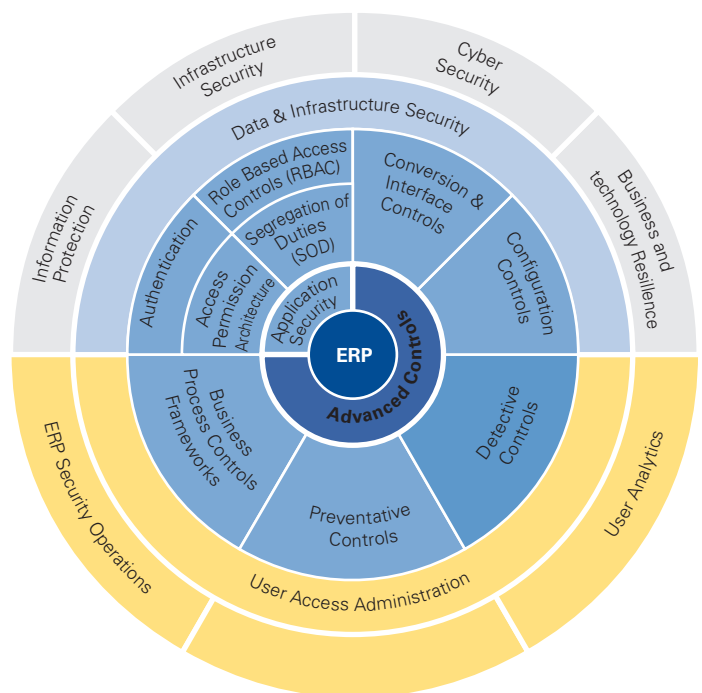 Infrastructure
Security
Cyber
Security
Information
Protection
Business and
technology Resillence
Data & Infrastructure Security
Role Based Access
Controls (RBAC)
Segregation of
Duties
(SOD)
Conversion &
Interface
Controls
Authentication
Access
Permission
Architecture
Application
Security
Configuration
Controls
ERP
Advanced Controls
Business
Process Controls
Frameworks
Preventative
Controls
Detective
Controls
ERP Security Operations
User Access Administration
User Analytics